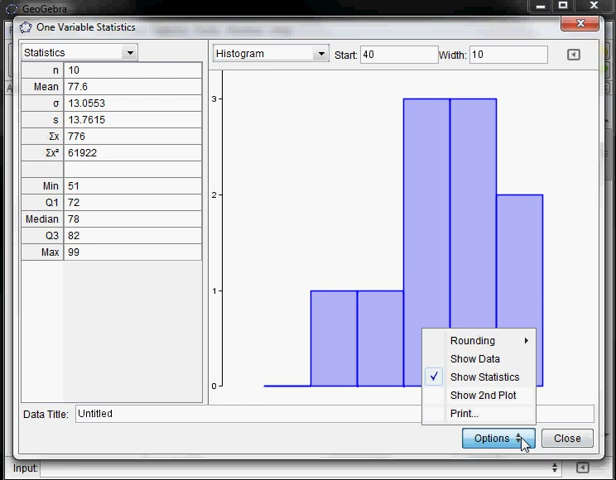 GeoGebra
One Variable Statistics
Statistics
Histogram Start: 40 Width: 10
n 10
Mean 77.6
σ 13.0553
s 13.7615
Σx 776
Σx² 61922
Min 51
Q1 72
Median 78
Q3 82
Max 99
3
2
1
0
Rounding
Show Data
Show Statistics
Show 2nd Plot
Print...
Data Title: Untitled
Options Close
Input: